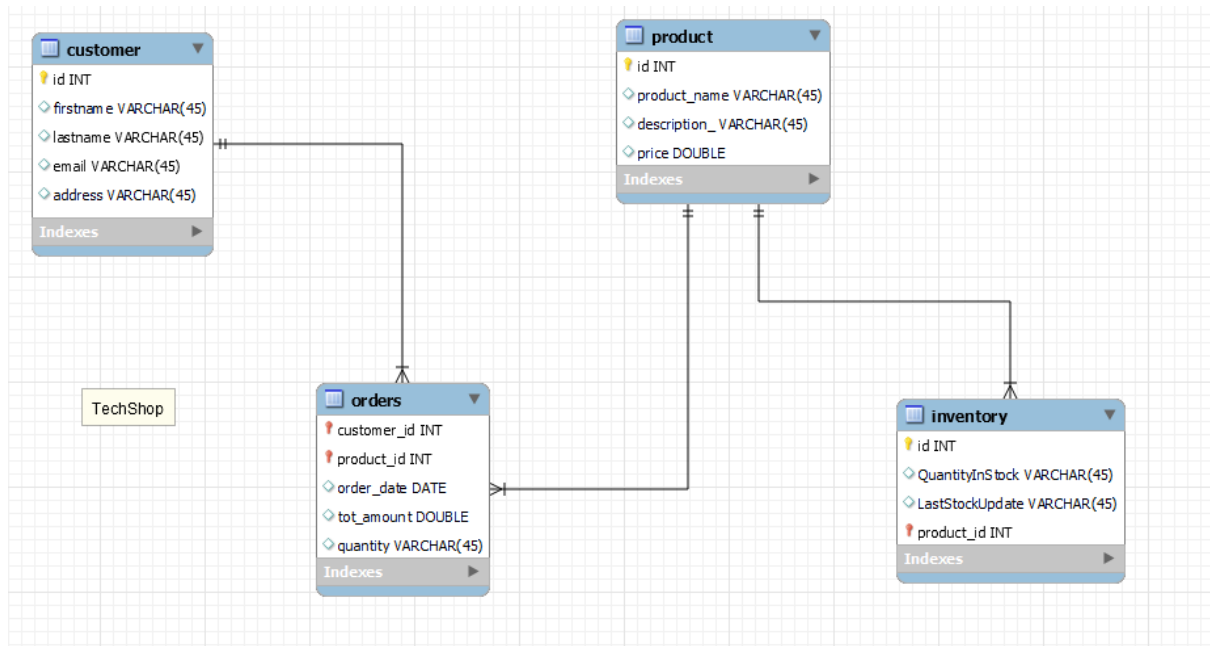 customer
id INT
firstname VARCHAR(45)
lastname VARCHAR(45)
email VARCHAR(45)
address VARCHAR(45)
Indexes
product
id INT
product_name VARCHAR(45)
description_ VARCHAR(45)
price DOUBLE
Indexes
TechShop
orders
customer_id INT
product_id INT
order_date DATE
tot_amount DOUBLE
quantity VARCHAR(45)
Indexes
inventory
id INT
QuantityInStock VARCHAR(45)
LastStockUpdate VARCHAR(45)
product_id INT
Indexes